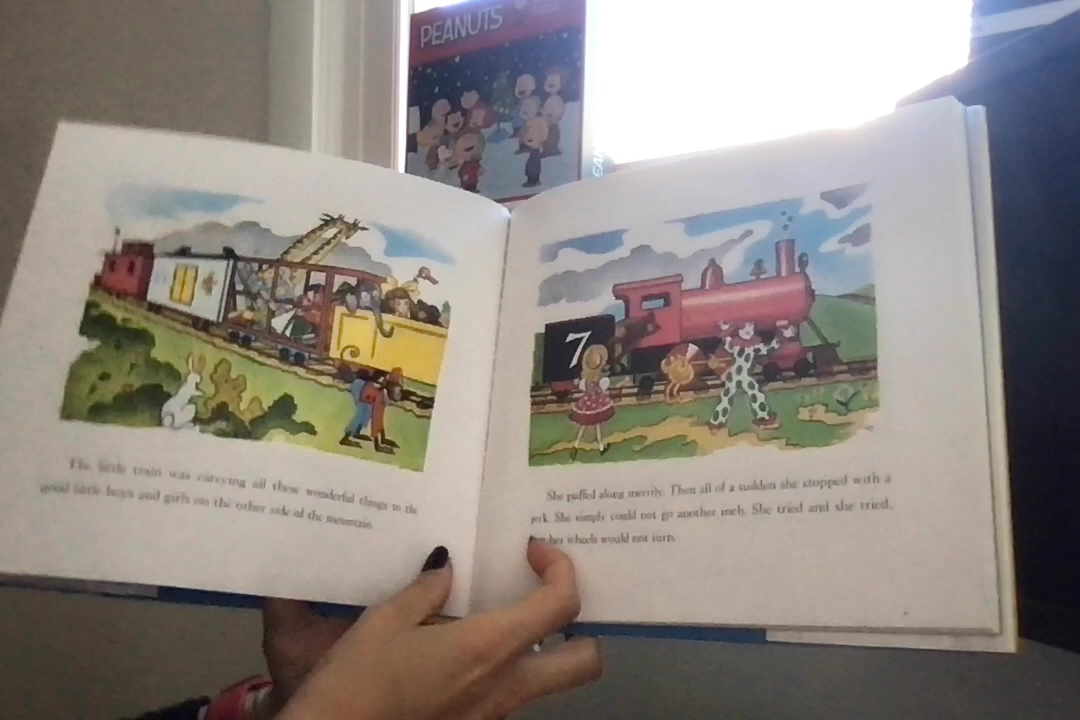 PEANUTS
The little train was carrying all these wonderful things to the
good little boys and girls on the other side of the mountain.
7
She puffed along merrily. Then all of a sudden she stopped with a
jerk. She simply could not go another inch. She tried and she tried,
her wheels would not turn.